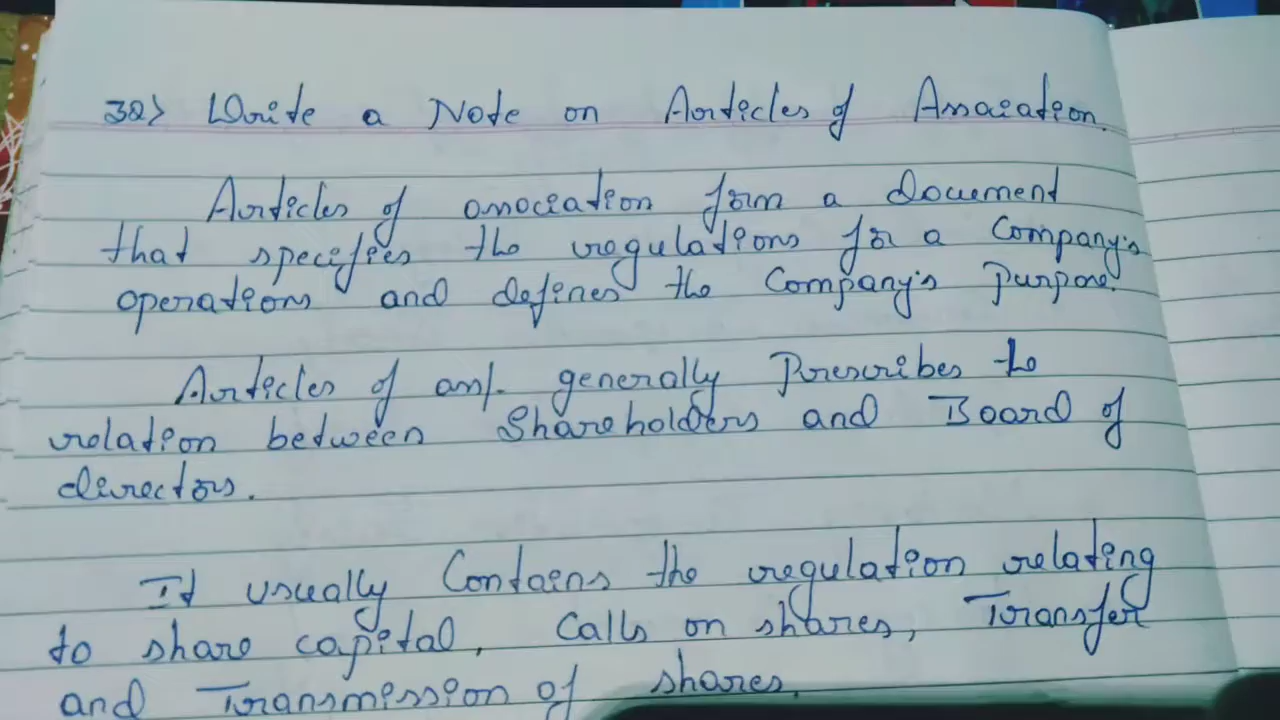 32) Write a Note on Articles of Association.
Articles of association form a document
that specifies the regulations for a Company's
operations and defines the Company's Purpose.
Articles of ass/. generally Prescribes to
relation between Shareholders and Board of
directors.
It usually Contains the regulation relating
to share capital, Calls on shares, Transfer
and Transmission of shares.